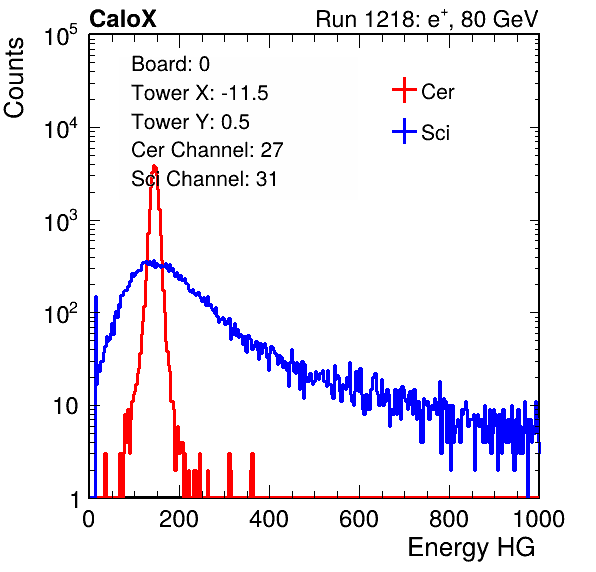 CaloX Run 1218: e⁺, 80 GeV
Counts
Board: 0
Tower X: -11.5
Tower Y: 0.5
Cer Channel: 27
Sci Channel: 31
Cer
Sci
10⁵
10⁴
10³
10²
10
1
0 200 400 600 800 1000
Energy HG